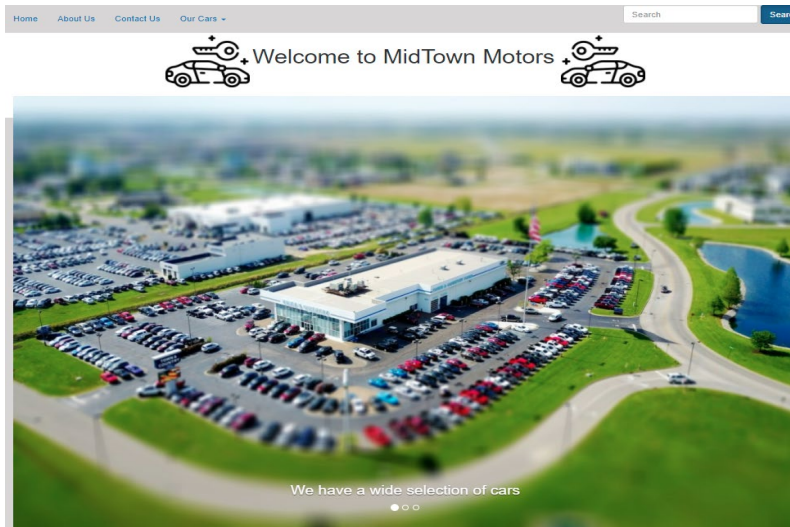 Home About Us Contact Us Our Cars
Search
Welcome to MidTown Motors
We have a wide selection of cars